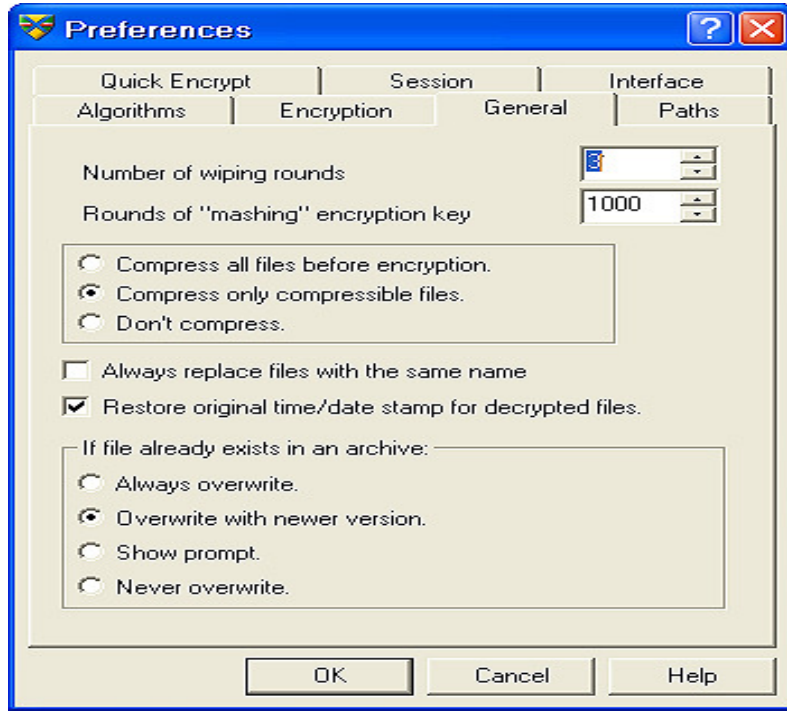 Preferences
Quick Encrypt Session Interface
Algorithms Encryption General Paths
Number of wiping rounds 3
Rounds of "mashing" encryption key 1000
Compress all files before encryption.
Compress only compressible files.
Don't compress.
Always replace files with the same name
Restore original time/date stamp for decrypted files.
If file already exists in an archive:
Always overwrite.
Overwrite with newer version.
Show prompt.
Never overwrite.
OK Cancel Help